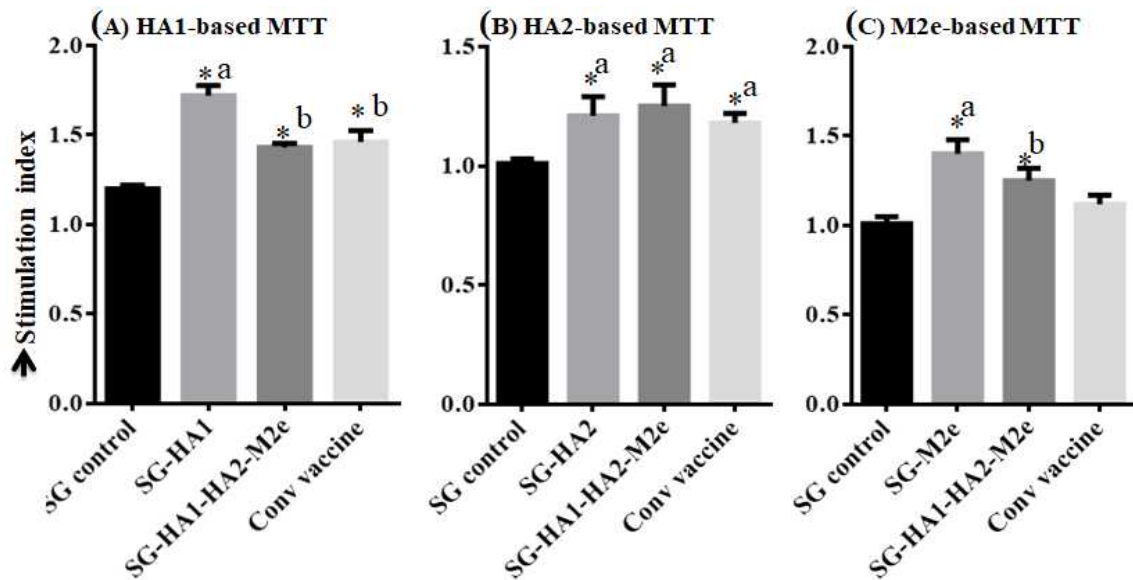 (A) HA1-based MTT
(B) HA2-based MTT
(C) M2e-based MTT
Stimulation index
2.0
1.5
1.0
0.5
0.0
* a
* b
* b
SG control
SG-HA1
SG-HA1-HA2-M2e
Conv vaccine
1.5
1.0
0.5
0.0
*a
*a
*a
SG control
SG-HA2
SG-HA1-HA2-M2e
Conv vaccine
2.0
1.5
1.0
0.5
0.0
*a
*b
SG control
SG-M2e
SG-HA1-HA2-M2e
Conv vaccine